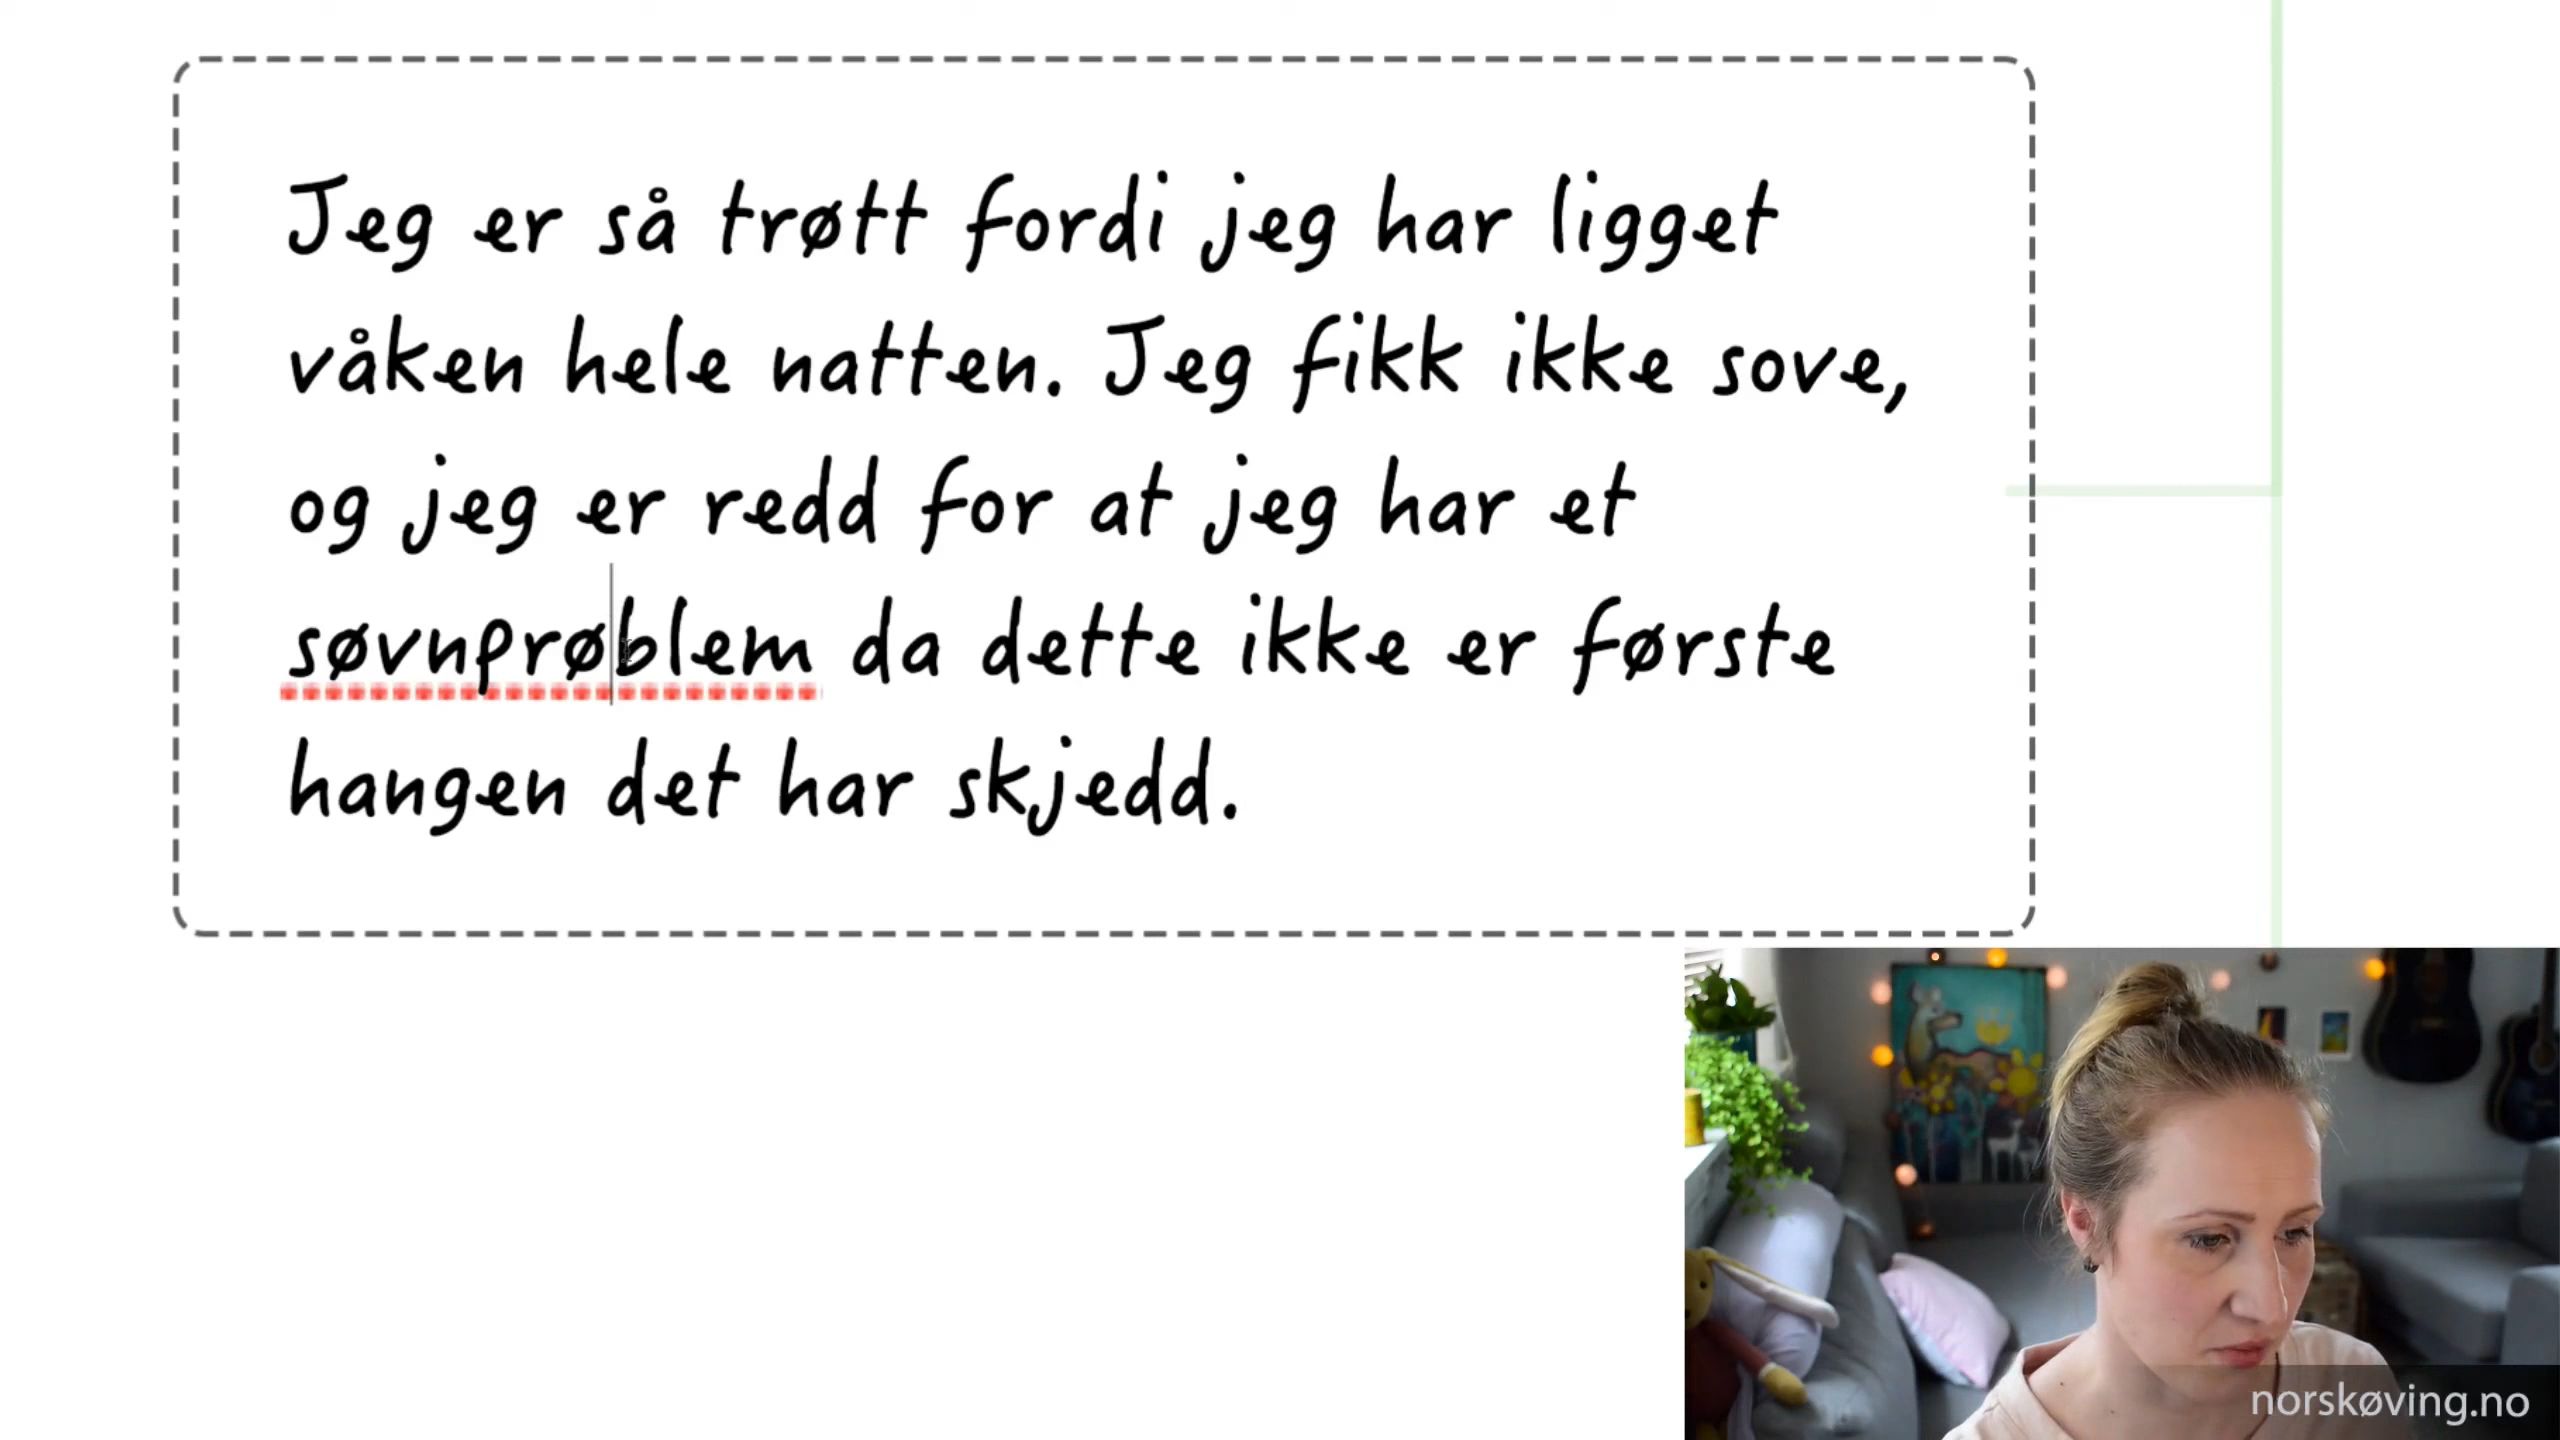 Jeg er så trøtt fordi jeg har ligget
våken hele natten. Jeg fikk ikke sove,
og jeg er redd for at jeg har et
søvnprøblem da dette ikke er første
hangen det har skjedd.
norskøving.no